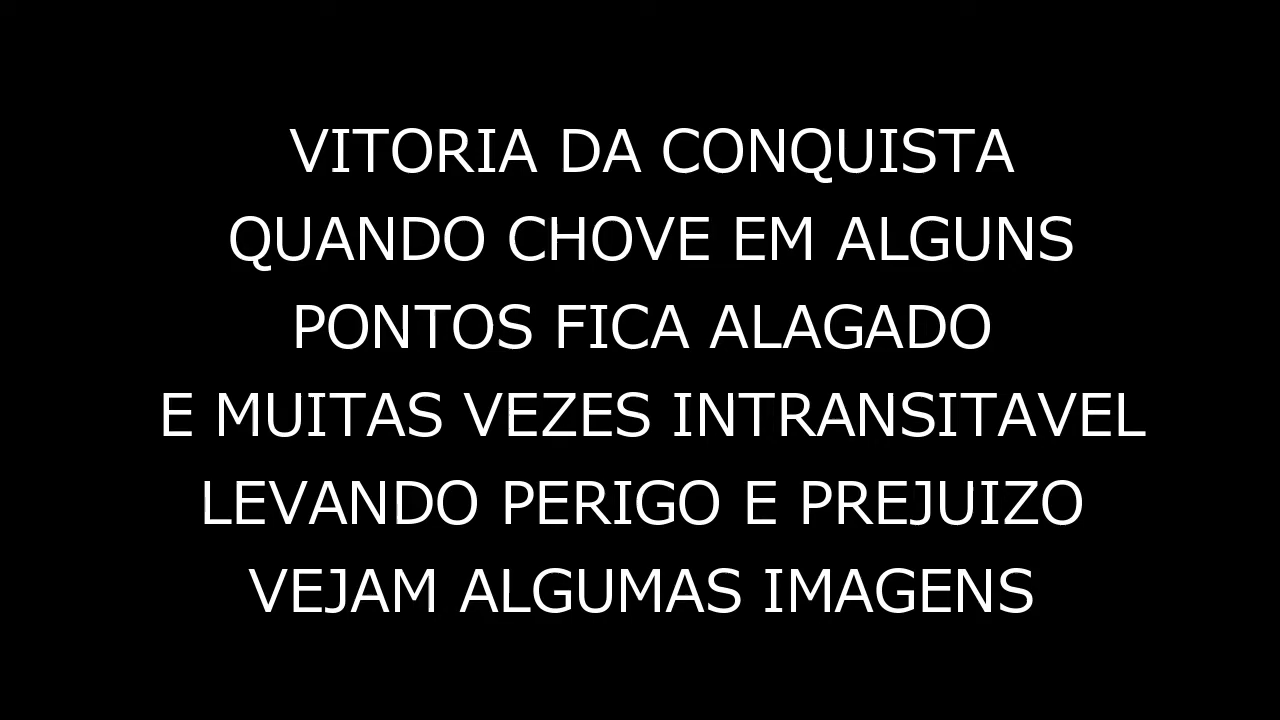 VITORIA DA CONQUISTA
QUANDO CHOVE EM ALGUNS
PONTOS FICA ALAGADO
E MUITAS VEZES INTRANSITAVEL
LEVANDO PERIGO E PREJUIZO
VEJAM ALGUMAS IMAGENS